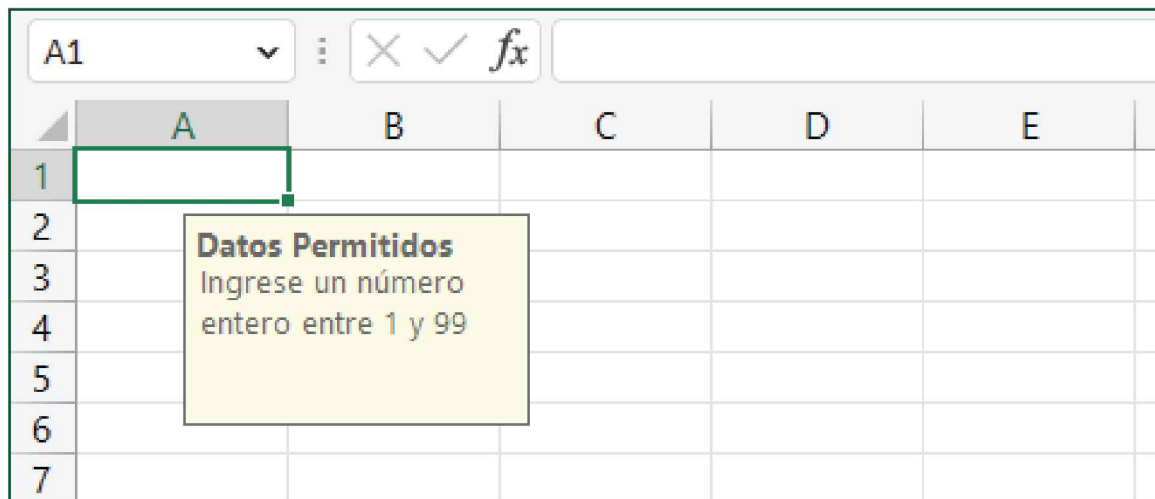 A1 fx
A B C D E
1
2
Datos Permitidos
3
Ingrese un número
4
entero entre 1 y 99
5
6
7